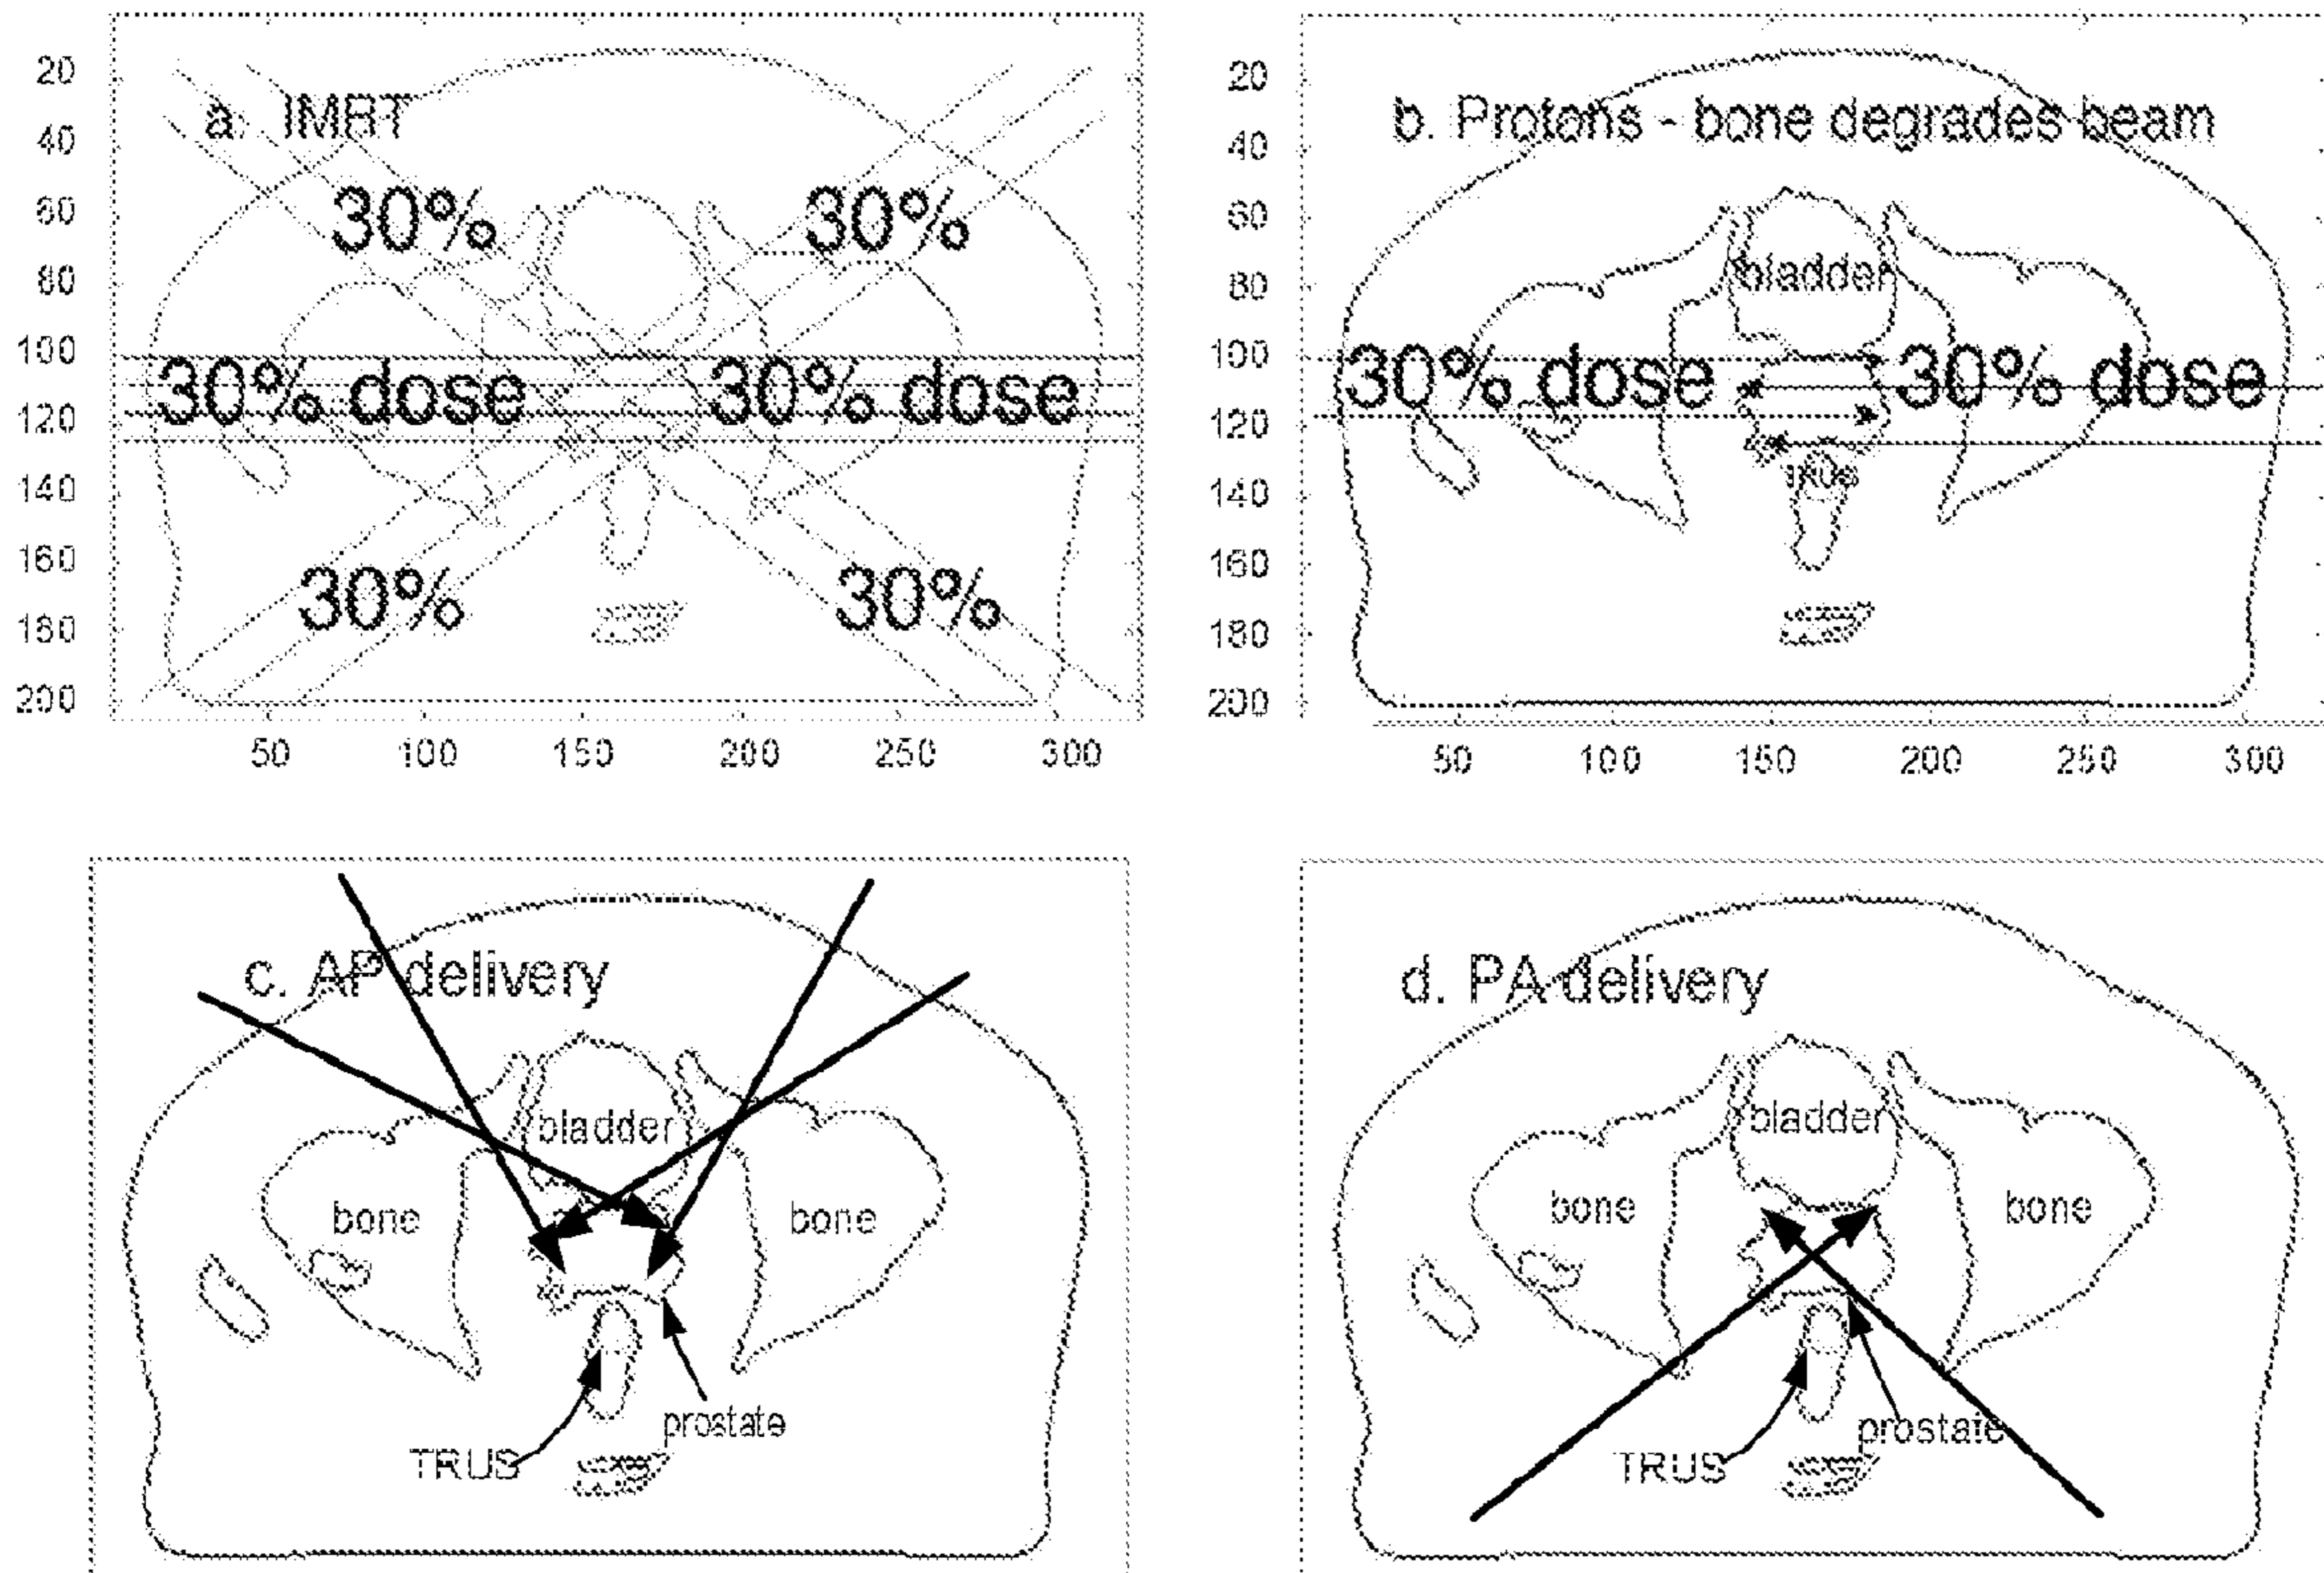 a. IMRT
20
40
60
80
100
120
140
160
180
200
30% 30%
30% dose 30% dose
30% 30%
50 100 150 200 250 300
b. Protons - bone degrades beam
20
40
60
80
100
120
140
160
180
200
bladder
30% dose 30% dose
TRUS
50 100 150 200 250 300
c. AP delivery
bladder
bone bone
prostate
TRUS
d. PA delivery
bladder
bone bone
prostate
TRUS